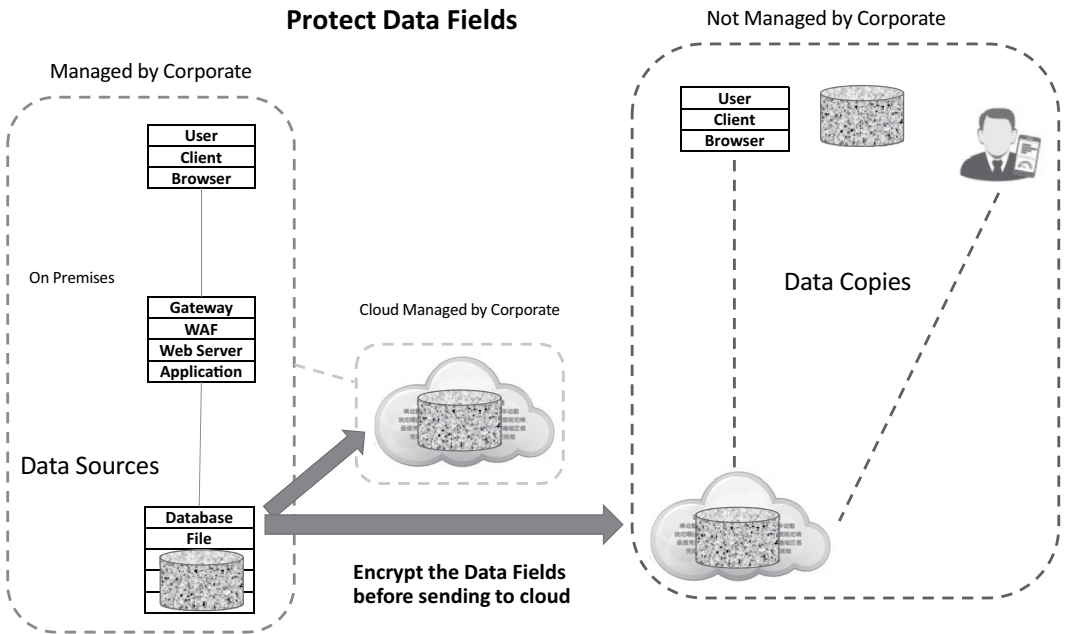 Protect Data Fields
Not Managed by Corporate
Managed by Corporate
User
Client
Browser
On Premises
Gateway
WAF
Web Server
Application
Data Sources
Database
File
Cloud Managed by Corporate
Encrypt the Data Fields
before sending to cloud
User
Client
Browser
Data Copies